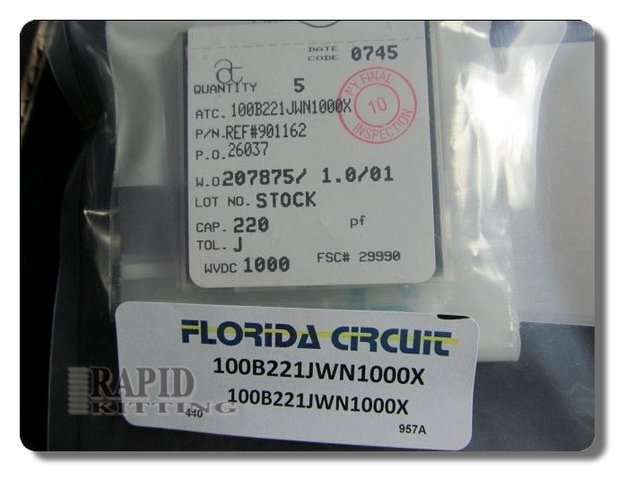 DATE
CODE 0745
at
QUANTITY 5
ATC. 100B221JWN1000X
P/N.REF#901162
P.O. 26037
W.O 207875/ 1.0/01
LOT NO. STOCK
CAP. 220 pf
TOL. J
WVDC 1000 FSC# 29990
MY FINAL
10
INSPECTION
FLORIDA CIRCUIT
100B221JWN1000X
100B221JWN1000X
440 957A
RAPID
KITTING